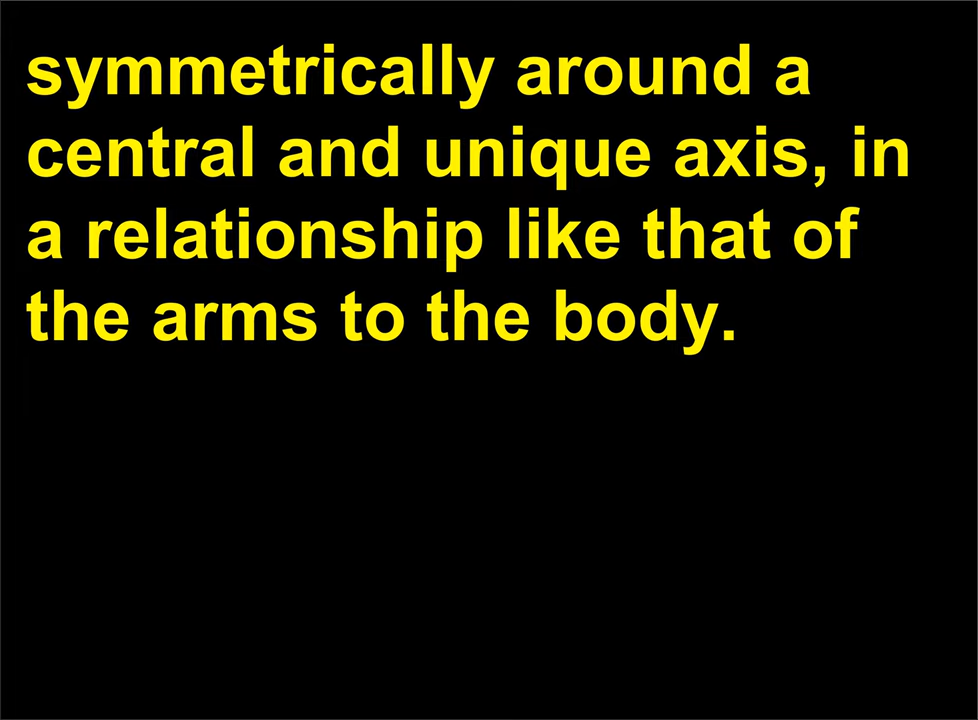 symmetrically around a
central and unique axis, in
a relationship like that of
the arms to the body.